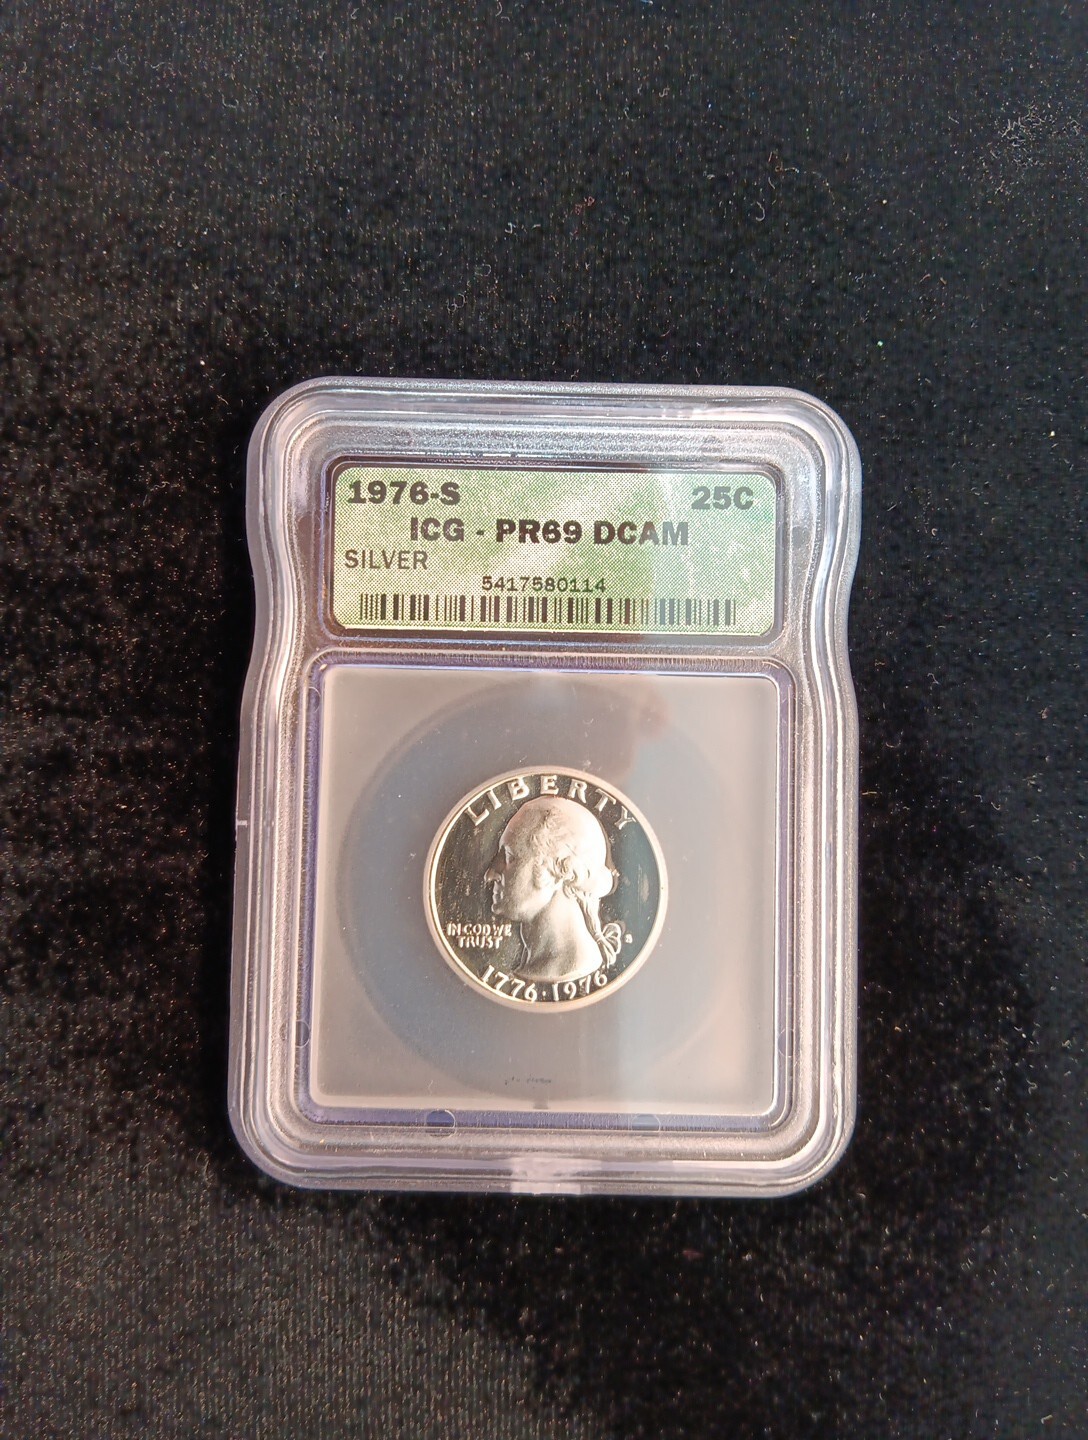 1976-S 25C
ICG - PR69 DCAM
SILVER
5417580114
LIBERTY
IN GOD WE
TRUST
S
1776·1976